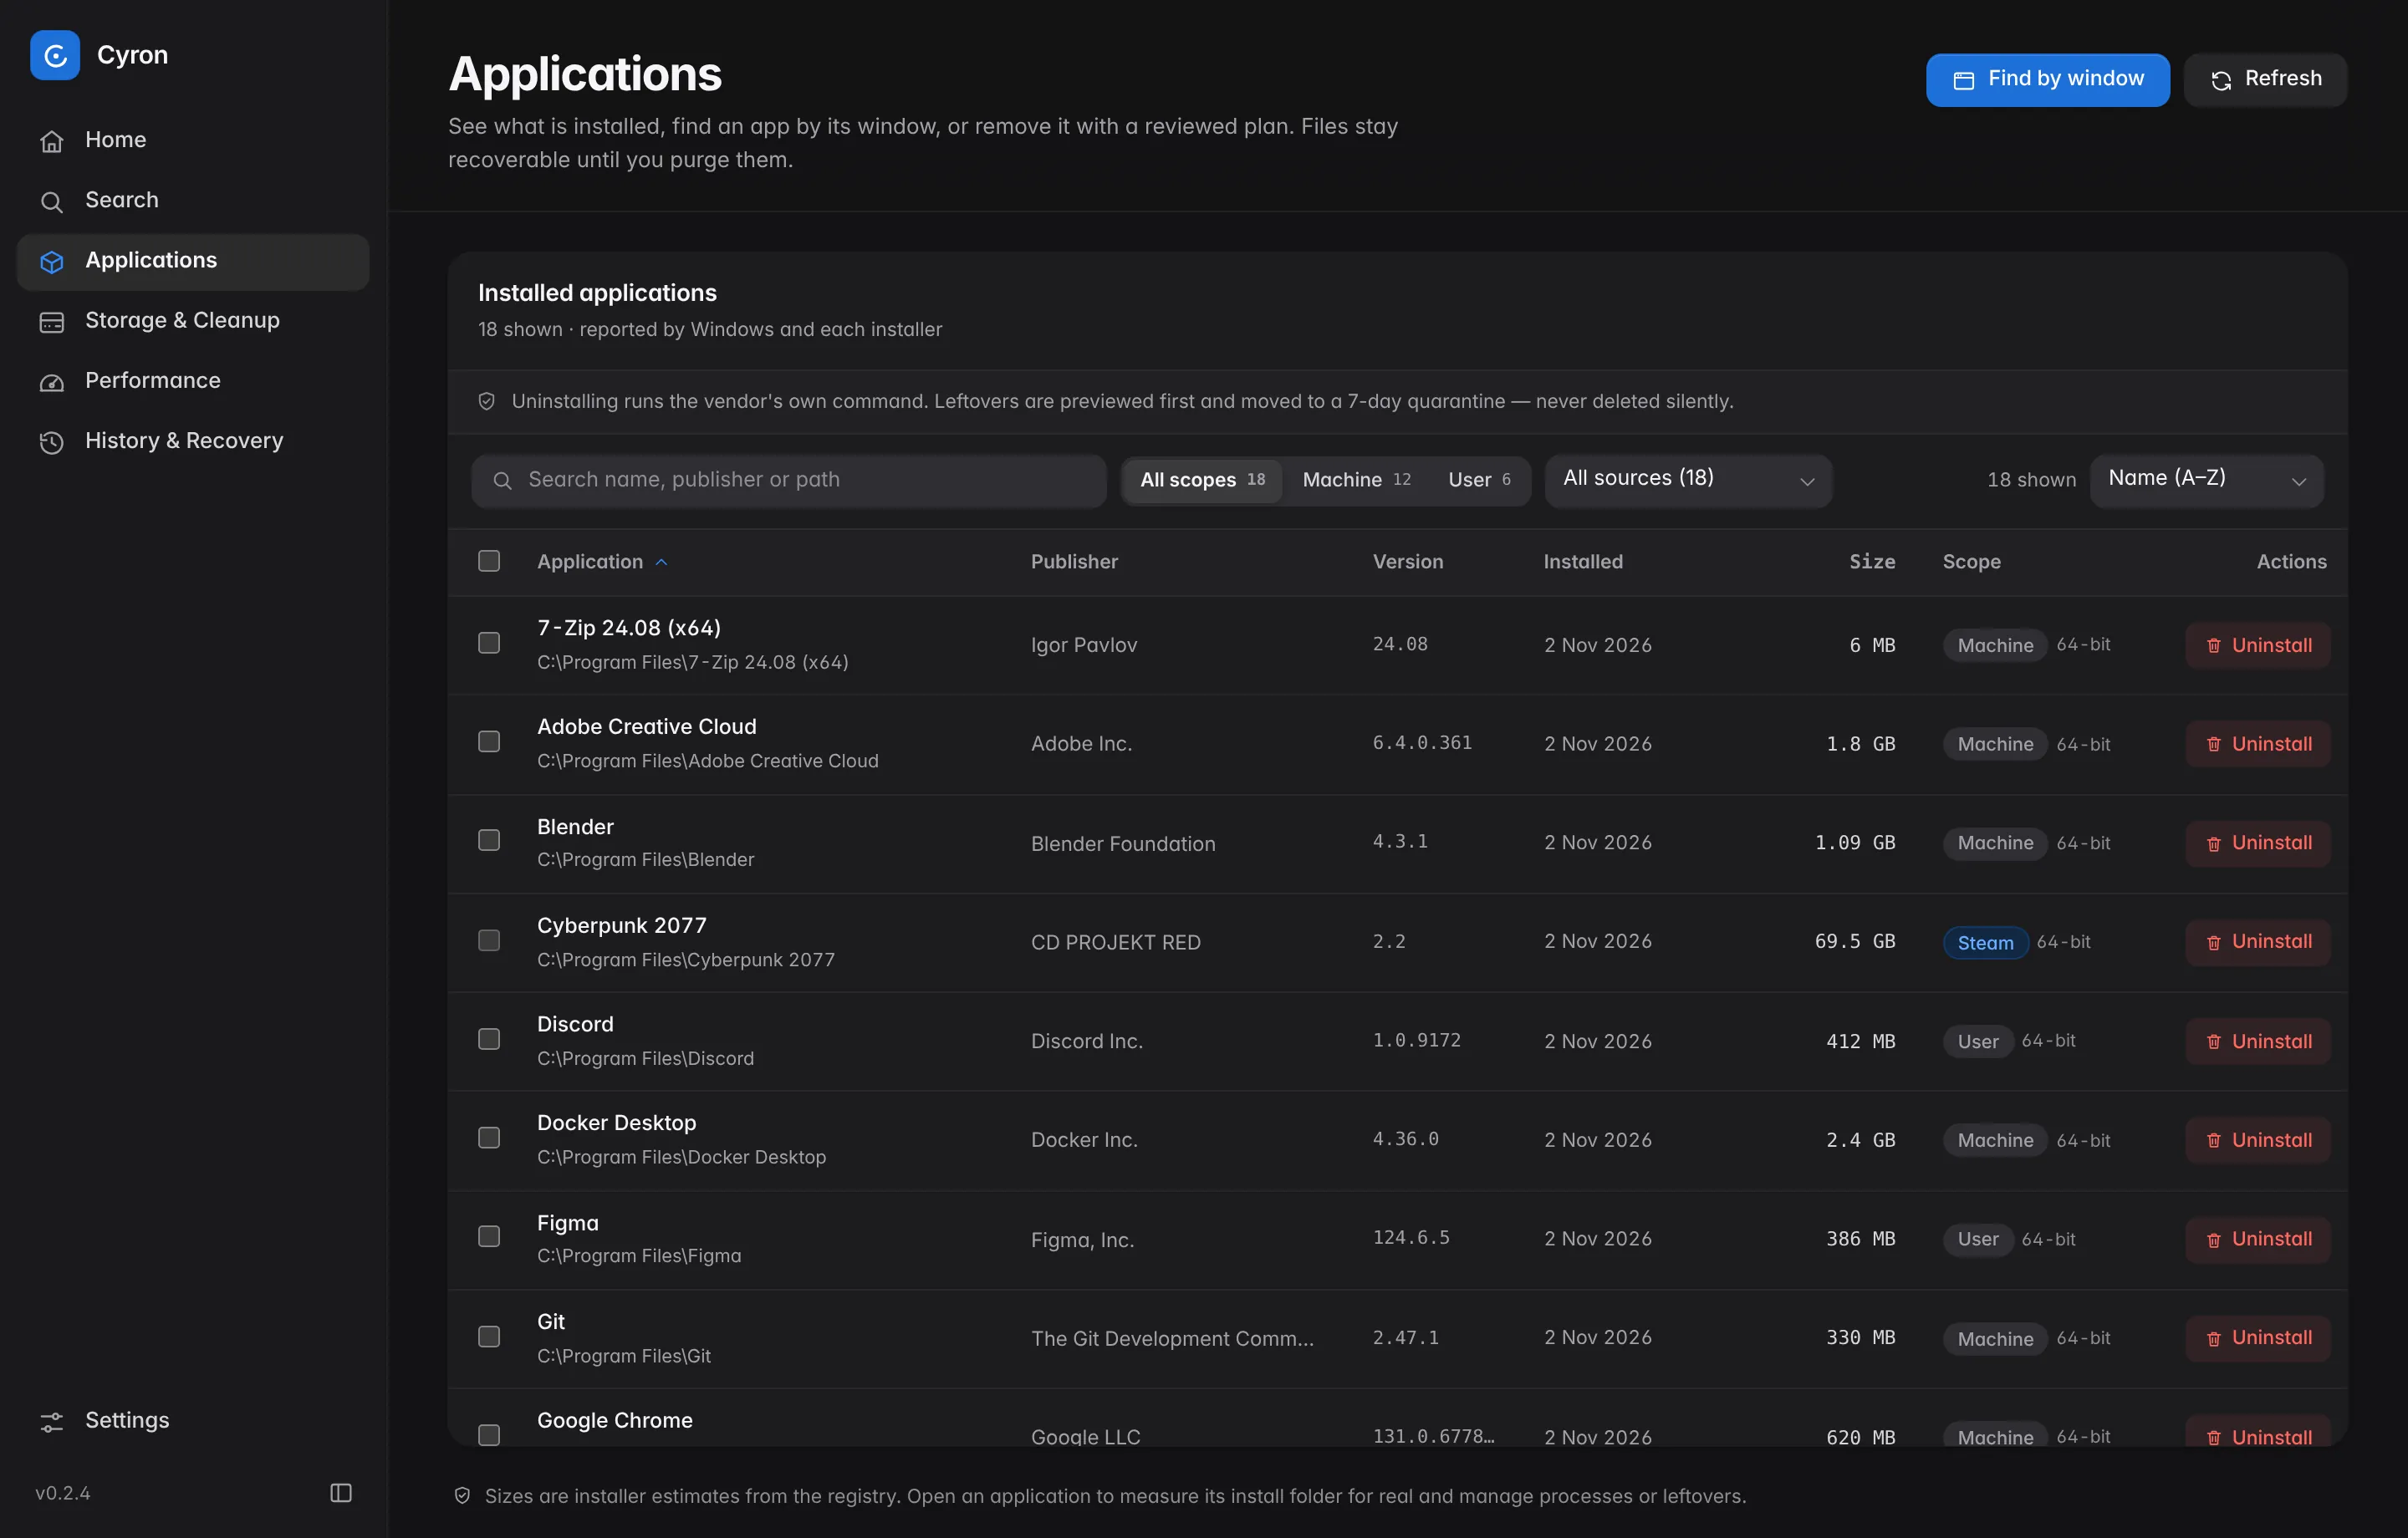 Cyron
Home
Search
Applications
Storage & Cleanup
Performance
History & Recovery
Settings
v0.2.4
Applications
See what is installed, find an app by its window, or remove it with a reviewed plan. Files stay
recoverable until you purge them.
Find by window
Refresh
Installed applications
18 shown · reported by Windows and each installer
Uninstalling runs the vendor's own command. Leftovers are previewed first and moved to a 7-day quarantine — never deleted silently.
Search name, publisher or path
All scopes 18 Machine 12 User 6
All sources (18)
18 shown
Name (A–Z)
Application Publisher Version Installed Size Scope Actions
7-Zip 24.08 (x64)
C:\Program Files\7-Zip 24.08 (x64)
Igor Pavlov 24.08 2 Nov 2026 6 MB Machine 64-bit Uninstall
Adobe Creative Cloud
C:\Program Files\Adobe Creative Cloud
Adobe Inc. 6.4.0.361 2 Nov 2026 1.8 GB Machine 64-bit Uninstall
Blender
C:\Program Files\Blender
Blender Foundation 4.3.1 2 Nov 2026 1.09 GB Machine 64-bit Uninstall
Cyberpunk 2077
C:\Program Files\Cyberpunk 2077
CD PROJEKT RED 2.2 2 Nov 2026 69.5 GB Steam 64-bit Uninstall
Discord
C:\Program Files\Discord
Discord Inc. 1.0.9172 2 Nov 2026 412 MB User 64-bit Uninstall
Docker Desktop
C:\Program Files\Docker Desktop
Docker Inc. 4.36.0 2 Nov 2026 2.4 GB Machine 64-bit Uninstall
Figma
C:\Program Files\Figma
Figma, Inc. 124.6.5 2 Nov 2026 386 MB User 64-bit Uninstall
Git
C:\Program Files\Git
The Git Development Comm... 2.47.1 2 Nov 2026 330 MB Machine 64-bit Uninstall
Google Chrome
Google LLC 131.0.6778... 2 Nov 2026 620 MB Machine 64-bit Uninstall
Sizes are installer estimates from the registry. Open an application to measure its install folder for real and manage processes or leftovers.